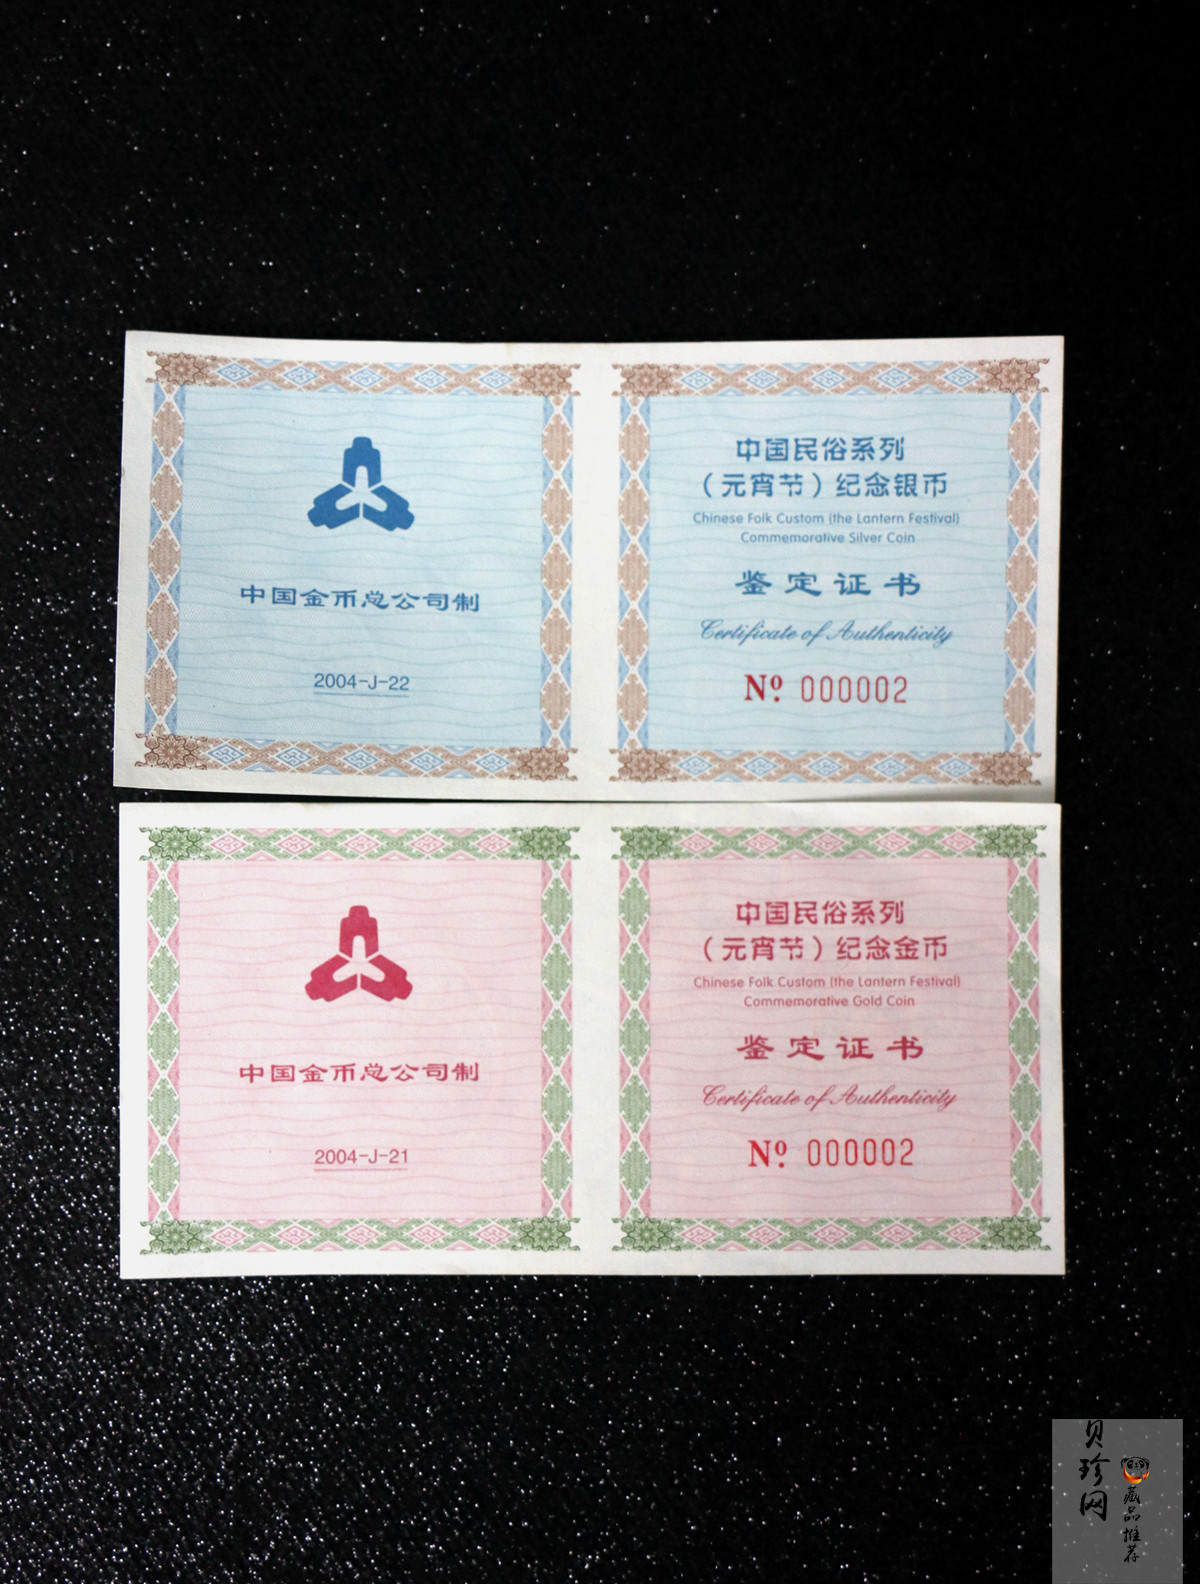 中国金币总公司制
2004-J-22
中国民俗系列
（元宵节）纪念银币
Chinese Folk Custom (the Lantern Festival)
Commemorative Silver Coin
鉴定证书
Certificate of Authenticity
Nº 000002
中国金币总公司制
2004-J-21
中国民俗系列
（元宵节）纪念金币
Chinese Folk Custom (the Lantern Festival)
Commemorative Gold Coin
鉴定证书
Certificate of Authenticity
Nº 000002
贝珍网
藏品推荐